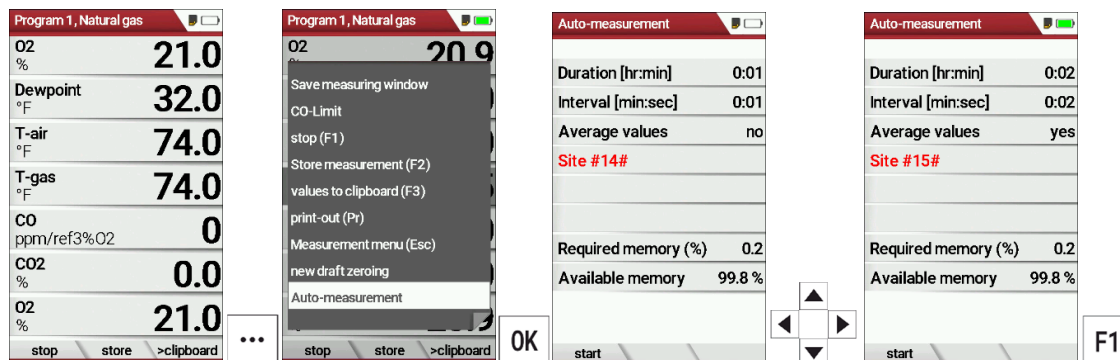 Program 1, Natural gas
O2
%
21.0
Dewpoint
°F
32.0
T-air
°F
74.0
T-gas
°F
74.0
CO
ppm/ref3%O2
0
CO2
%
0.0
O2
%
21.0
stop store >clipboard
...
Program 1, Natural gas
O2
20.9
Save measuring window
CO-Limit
stop (F1)
Store measurement (F2)
values to clipboard (F3)
print-out (Pr)
Measurement menu (Esc)
new draft zeroing
Auto-measurement
stop store >clipboard
OK
Auto-measurement
Duration [hr:min] 0:01
Interval [min:sec] 0:01
Average values no
Site #14#
Required memory (%) 0.2
Available memory 99.8 %
start
Auto-measurement
Duration [hr:min] 0:02
Interval [min:sec] 0:02
Average values yes
Site #15#
Required memory (%) 0.2
Available memory 99.8 %
start
F1